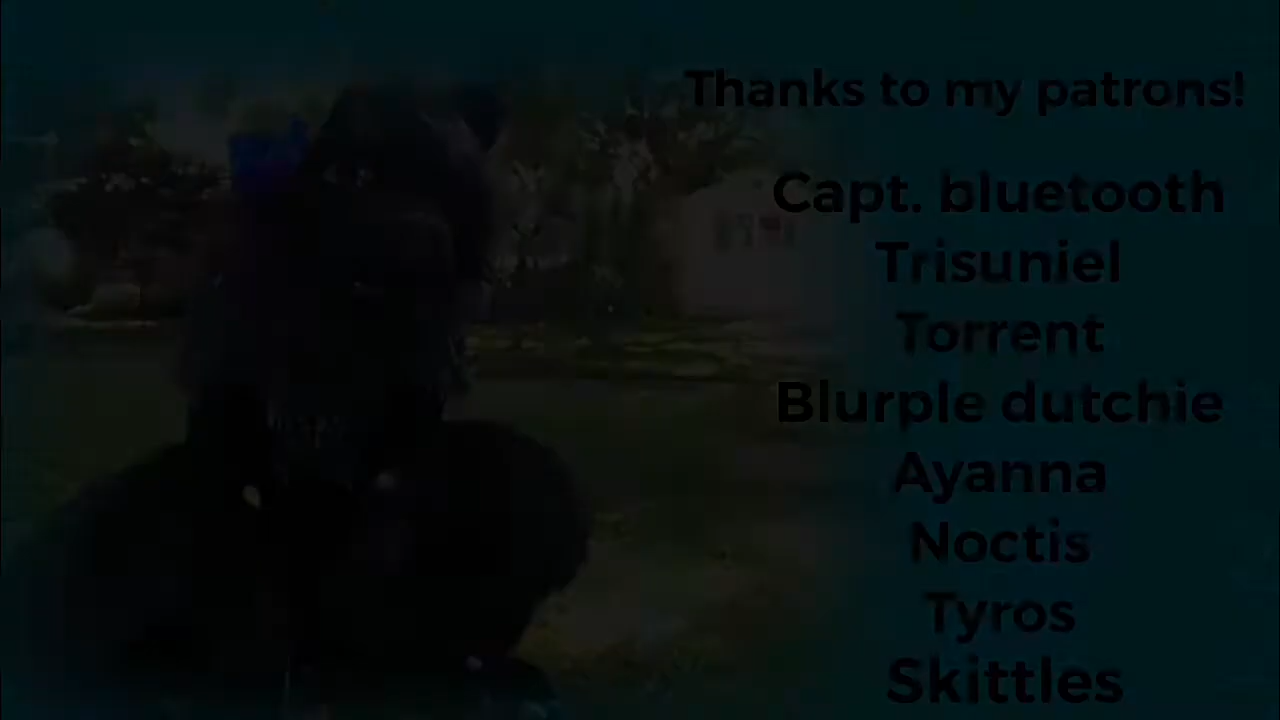 Thanks to my patrons!
Capt. bluetooth
Trisuniel
Torrent
Blurple dutchie
Ayanna
Noctis
Tyros
Skittles